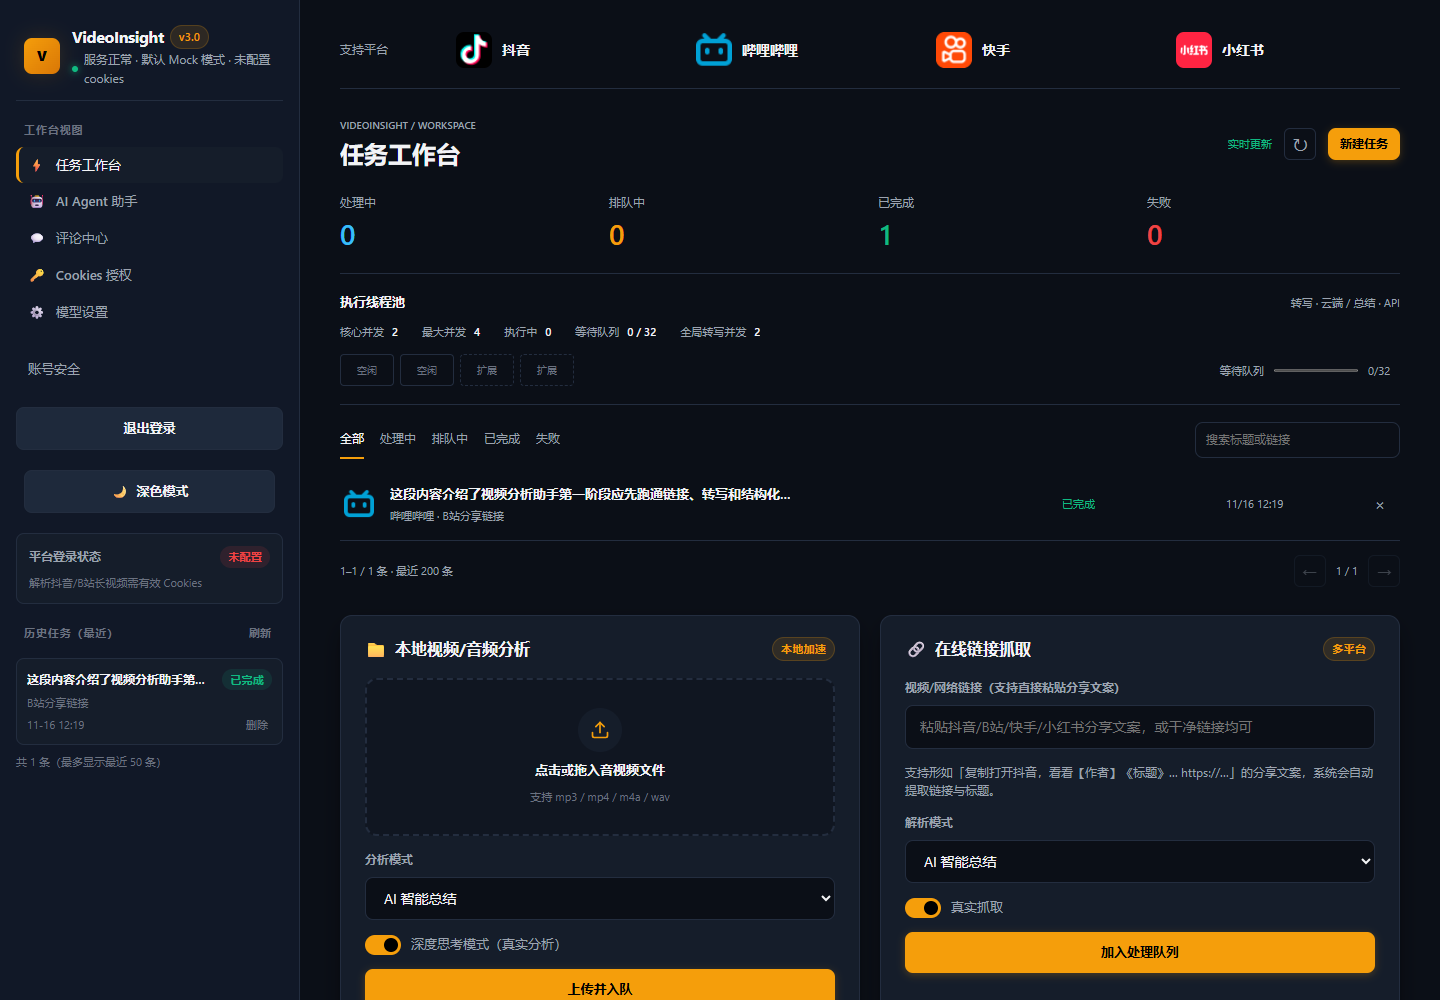 V
VideoInsight v3.0
服务正常 · 默认 Mock 模式 · 未配置
cookies
工作台视图
任务工作台
AI Agent 助手
评论中心
Cookies 授权
模型设置
账号安全
退出登录
深色模式
平台登录状态 未配置
解析抖音/B站长视频需有效 Cookies
历史任务（最近） 刷新
这段内容介绍了视频分析助手第... 已完成
B站分享链接
11-16 12:19 删除
共 1 条（最多显示最近 50 条）
支持平台 抖音 哔哩哔哩 快手 小红书 小红书
VIDEOINSIGHT / WORKSPACE
任务工作台
实时更新 ↻ 新建任务
处理中 排队中 已完成 失败
0 0 1 0
执行线程池 转写 · 云端 / 总结 · API
核心并发 2 最大并发 4 执行中 0 等待队列 0 / 32 全局转写并发 2
空闲 空闲 扩展 扩展 等待队列 0/32
全部 处理中 排队中 已完成 失败 搜索标题或链接
这段内容介绍了视频分析助手第一阶段应先跑通链接、转写和结构化...
哔哩哔哩 · B站分享链接
已完成 11/16 12:19 ×
1–1 / 1 条 · 最近 200 条 ← 1 / 1 →
本地视频/音频分析 本地加速
点击或拖入音视频文件
支持 mp3 / mp4 / m4a / wav
分析模式
AI 智能总结
深度思考模式（真实分析）
上传并入队
在线链接抓取 多平台
视频/网络链接（支持直接粘贴分享文案）
粘贴抖音/B站/快手/小红书分享文案，或干净链接均可
支持形如「复制打开抖音，看看【作者】《标题》... https://...」的分享文案，系统会自动
提取链接与标题。
解析模式
AI 智能总结
真实抓取
加入处理队列